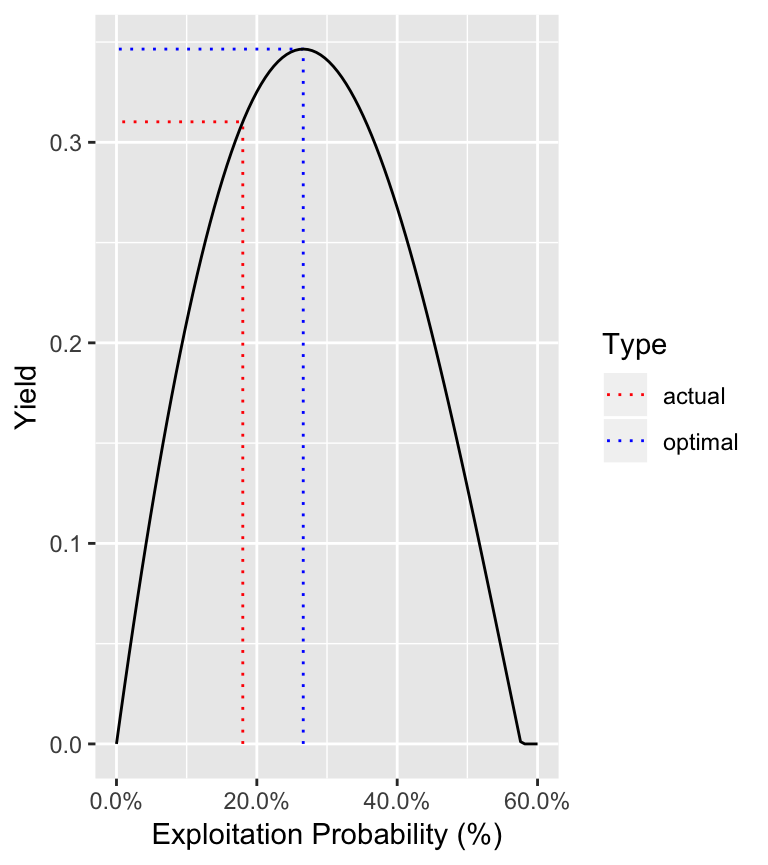 Yield
0.3
0.2
0.1
0.0
0.0% 20.0% 40.0% 60.0%
Exploitation Probability (%)
Type
actual
optimal